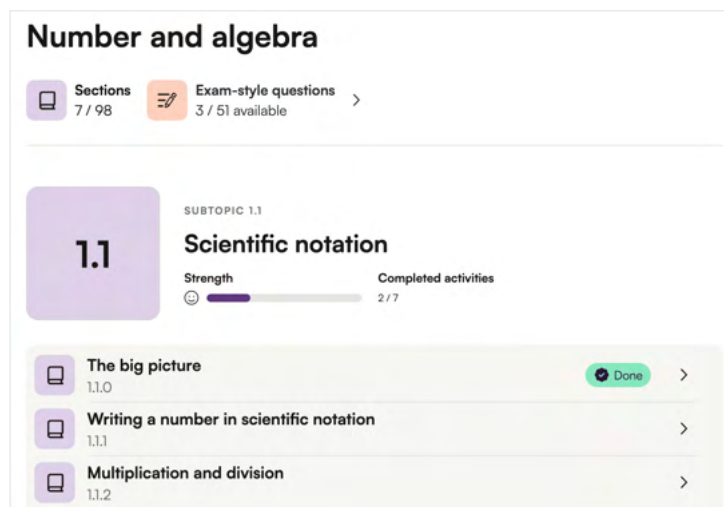 Number and algebra
Sections
7 / 98
Exam-style questions
3 / 51 available
1.1
SUBTOPIC 1.1
Scientific notation
Strength
Completed activities
2 / 7
The big picture
1.1.0
Done
Writing a number in scientific notation
1.1.1
Multiplication and division
1.1.2